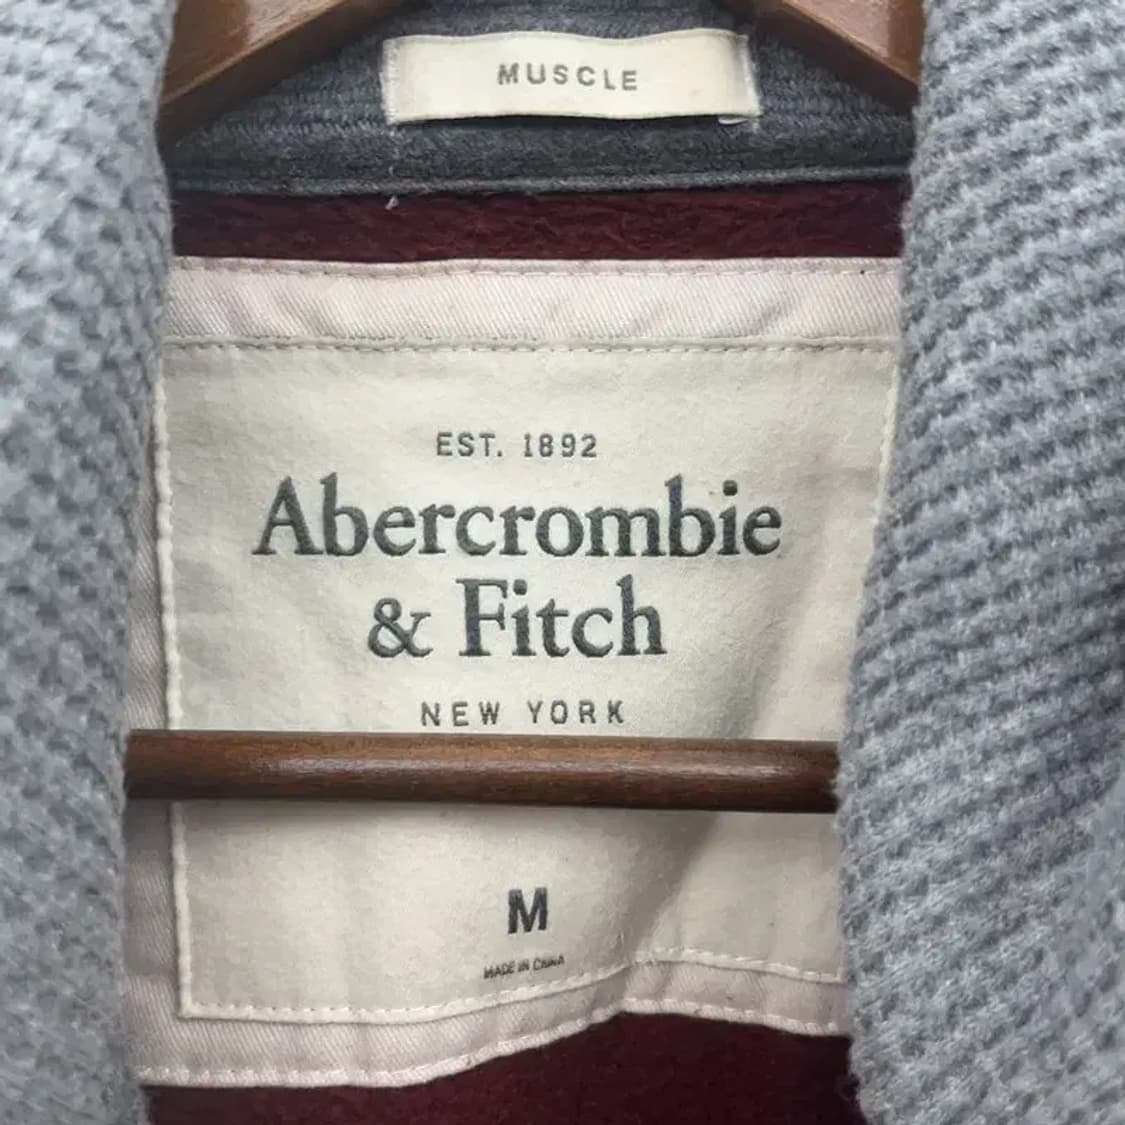 MUSCLE
EST. 1892
Abercrombie
& Fitch
NEW YORK
M
MADE IN CHINA